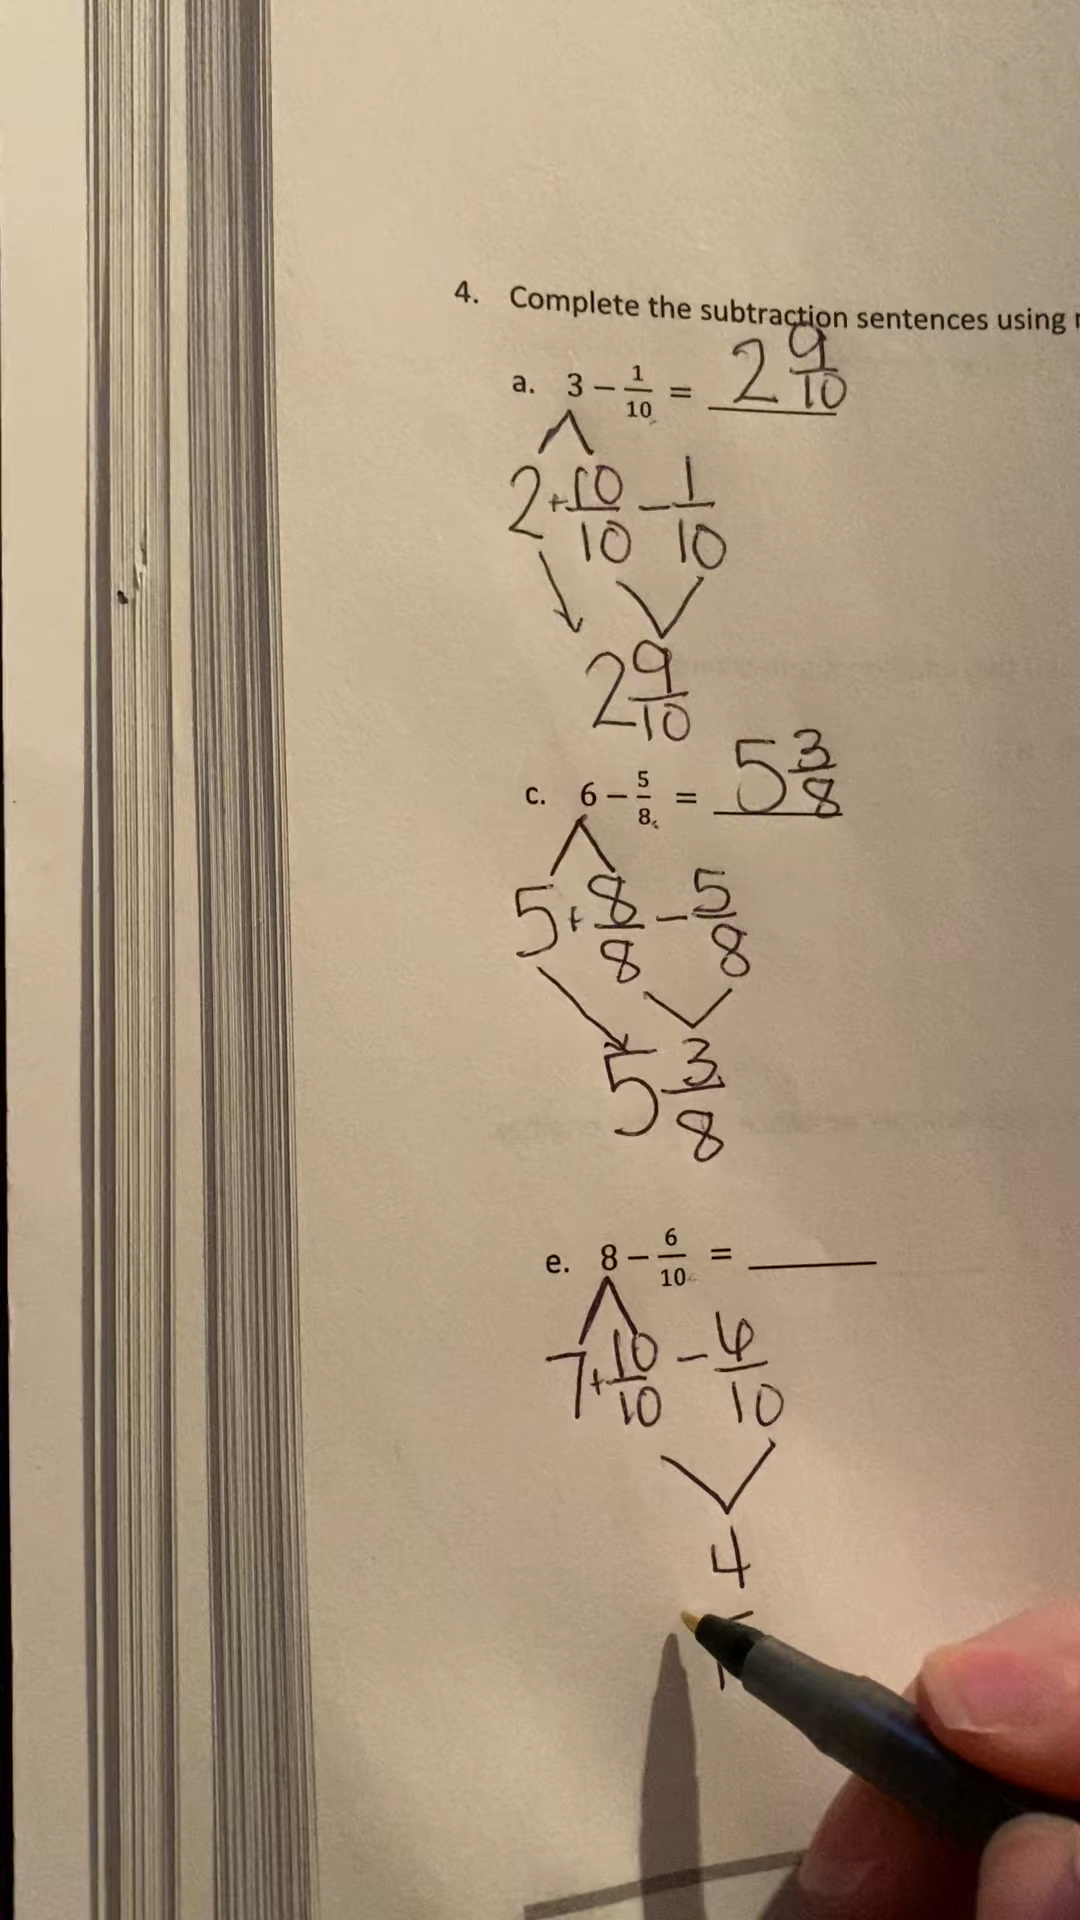 4. Complete the subtraction sentences using
a. 3 - 1/10 = 2 9/10
2 + 10/10 - 1/10
2 9/10
c. 6 - 5/8 = 5 3/8
5 + 8/8 - 5/8
5 3/8
e. 8 - 6/10 = ______
7 + 10/10 - 6/10
4